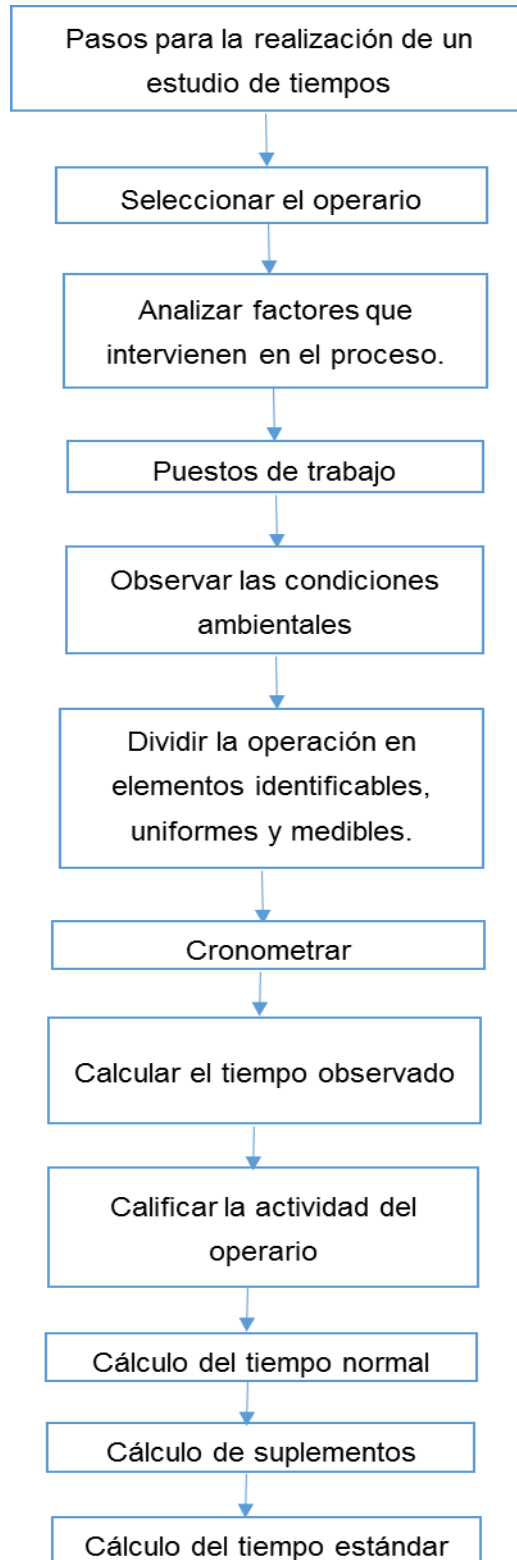 Pasos para la realización de un
estudio de tiempos
Seleccionar el operario
Analizar factores que
intervienen en el proceso.
Puestos de trabajo
Observar las condiciones
ambientales
Dividir la operación en
elementos identificables,
uniformes y medibles.
Cronometrar
Calcular el tiempo observado
Calificar la actividad del
operario
Cálculo del tiempo normal
Cálculo de suplementos
Cálculo del tiempo estándar